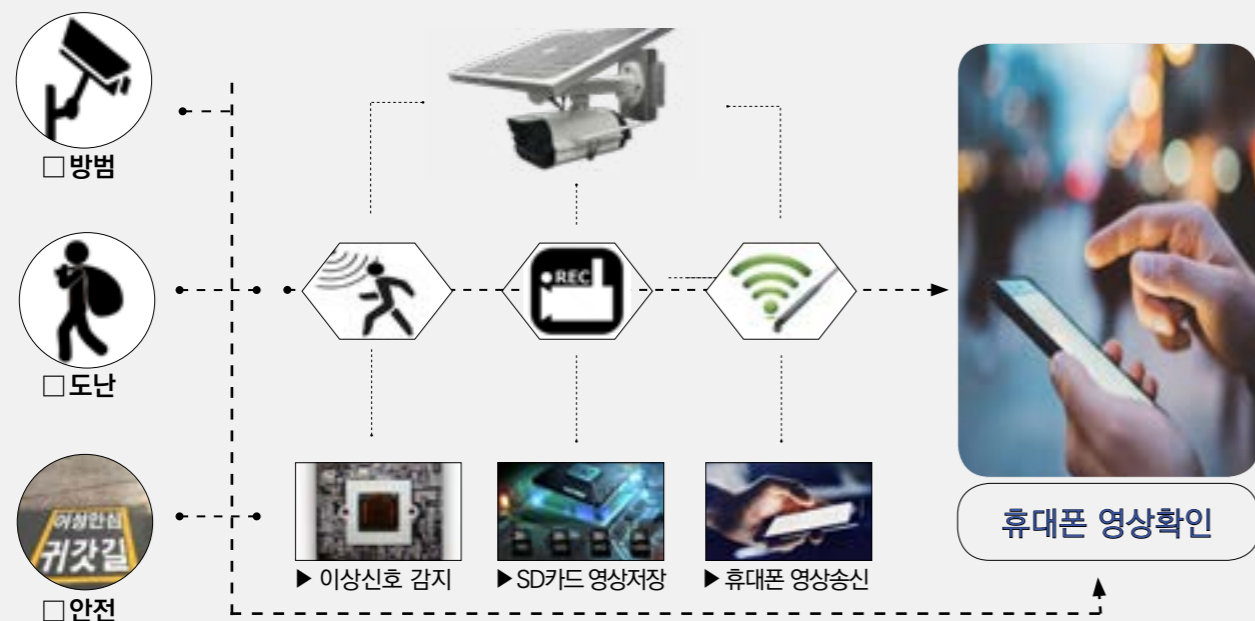 □ 방범
□ 도난
여성안심
귀갓길
□ 안전
REC
▶ 이상신호 감지
▶ SD카드 영상저장
▶ 휴대폰 영상송신
휴대폰 영상확인